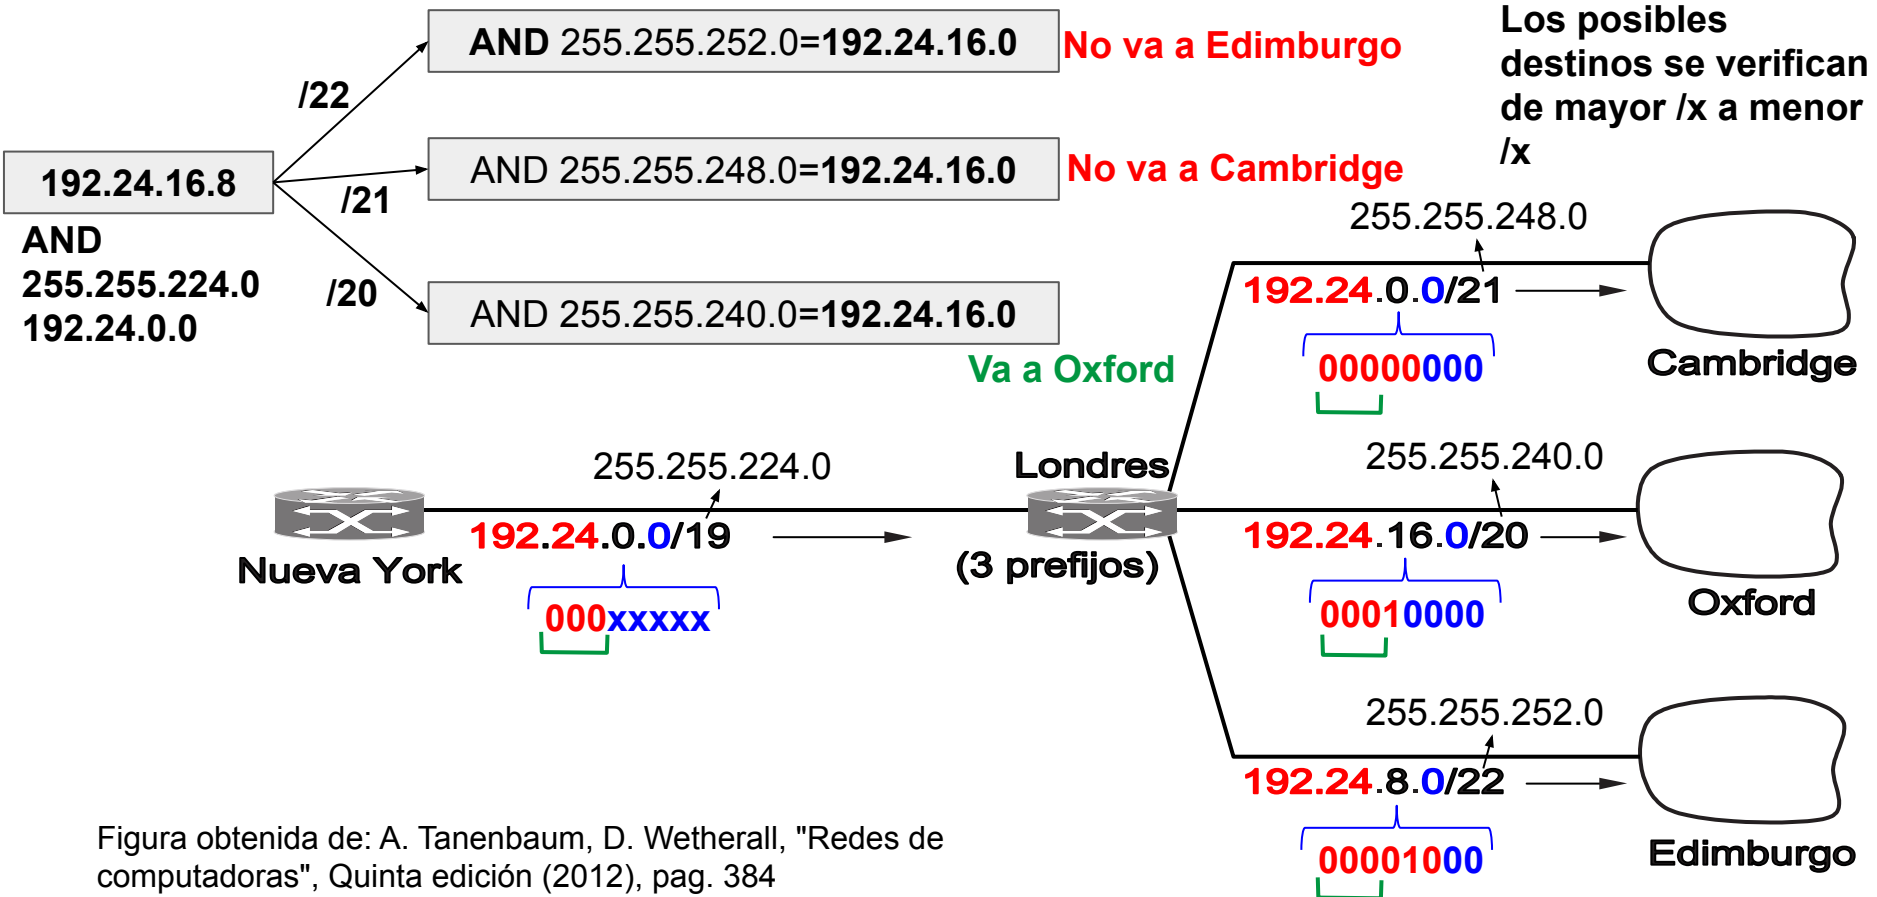 AND 255.255.252.0=192.24.16.0
No va a Edimburgo
Los posibles
destinos se verifican
de mayor /x a menor
/x
/22
192.24.16.8
AND 255.255.248.0=192.24.16.0
No va a Cambridge
/21
AND
255.255.224.0
192.24.0.0
/20
AND 255.255.240.0=192.24.16.0
Va a Oxford
255.255.248.0
192.24.0.0/21
00000000
Cambridge
255.255.224.0
Londres
255.255.240.0
192.24.0.0/19
Nueva York
(3 prefijos)
192.24.16.0/20
000xxxxx
00010000
Oxford
255.255.252.0
192.24.8.0/22
00001000
Edimburgo
Figura obtenida de: A. Tanenbaum, D. Wetherall, "Redes de
computadoras", Quinta edición (2012), pag. 384